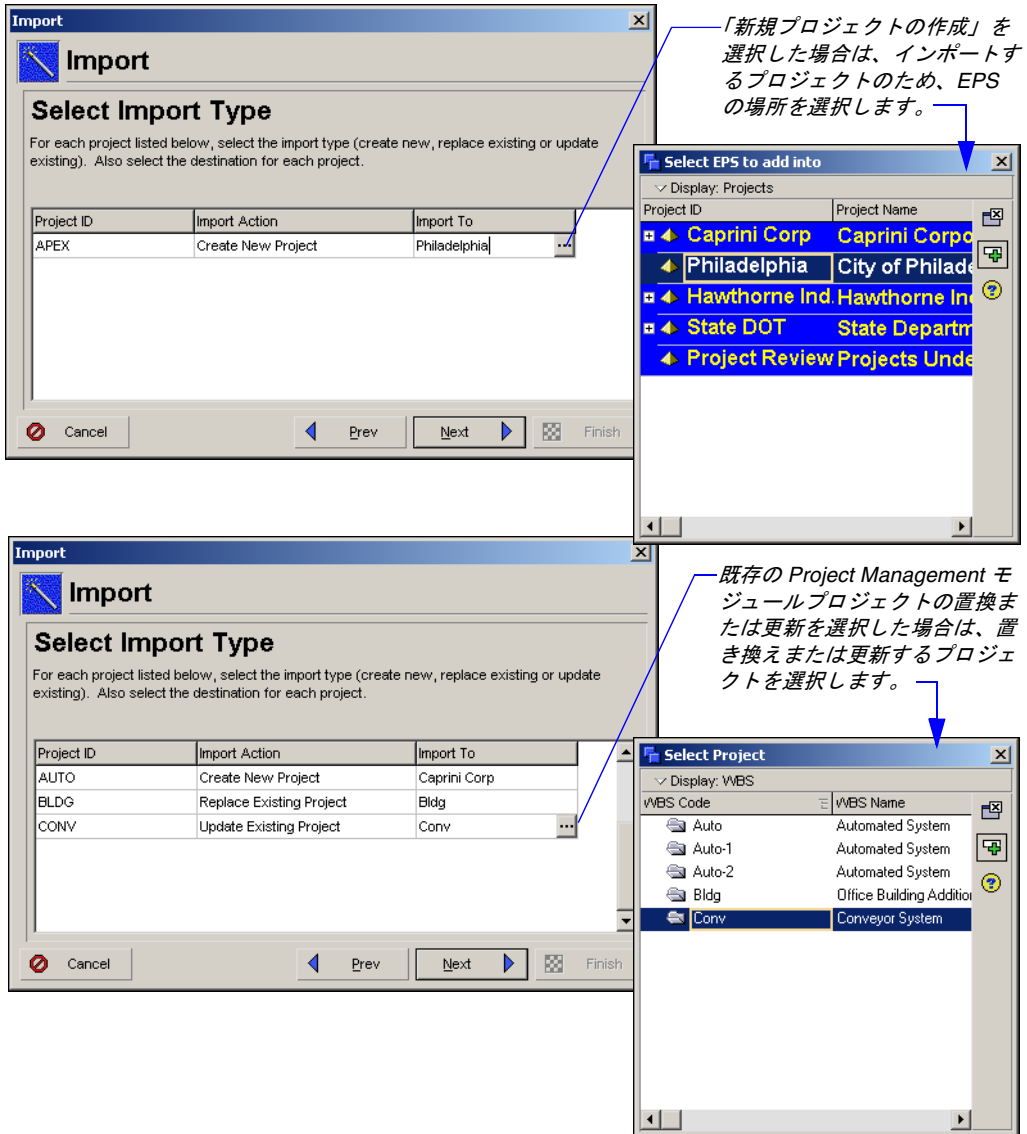 Import
Import
Select Import Type
For each project listed below, select the import type (create new, replace existing or update
existing). Also select the destination for each project.
Project ID Import Action Import To
APEX Create New Project Philadelphia ...
Cancel Prev Next Finish
「新規プロジェクトの作成」を
選択した場合は、インポートす
るプロジェクトのため、EPS
の場所を選択します。
Select EPS to add into
Display: Projects
Project ID Project Name
Caprini Corp Caprini Corpo
Philadelphia City of Philade
Hawthorne Ind. Hawthorne Ind
State DOT State Departm
Project Review Projects Unde
Import
Import
Select Import Type
For each project listed below, select the import type (create new, replace existing or update
existing). Also select the destination for each project.
Project ID Import Action Import To
AUTO Create New Project Caprini Corp
BLDG Replace Existing Project Bldg
CONV Update Existing Project Conv ...
Cancel Prev Next Finish
既存の Project Management モ
ジュールプロジェクトの置換ま
たは更新を選択した場合は、置
き換えまたは更新するプロジェ
クトを選択します。
Select Project
Display: WBS
WBS Code WBS Name
Auto Automated System
Auto-1 Automated System
Auto-2 Automated System
Bldg Office Building Addition
Conv Conveyor System